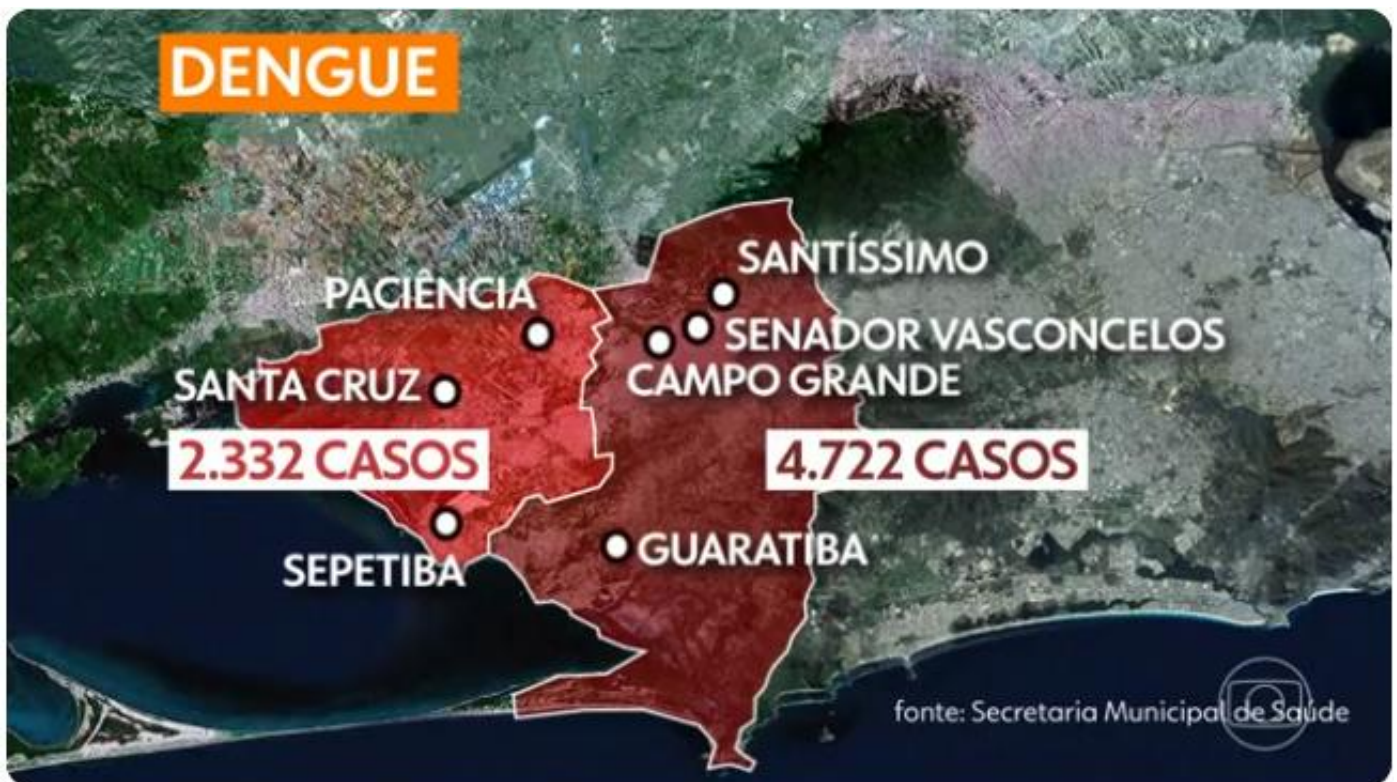 DENGUE
SANTÍSSIMO
PACIÊNCIA
SENADOR VASCONCELOS
SANTA CRUZ
CAMPO GRANDE
2.332 CASOS
4.722 CASOS
GUARATIBA
SEPETIBA
fonte: Secretaria Municipal de Saúde